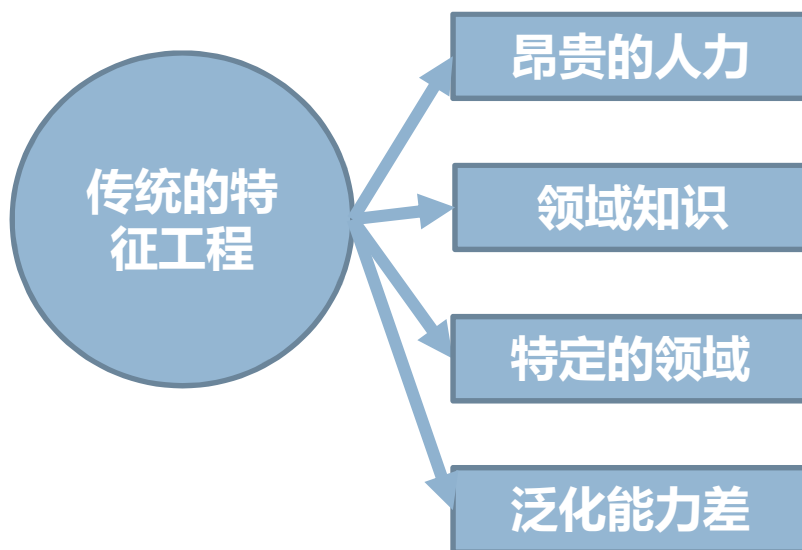 传统的特
征工程
昂贵的人力
领域知识
特定的领域
泛化能力差